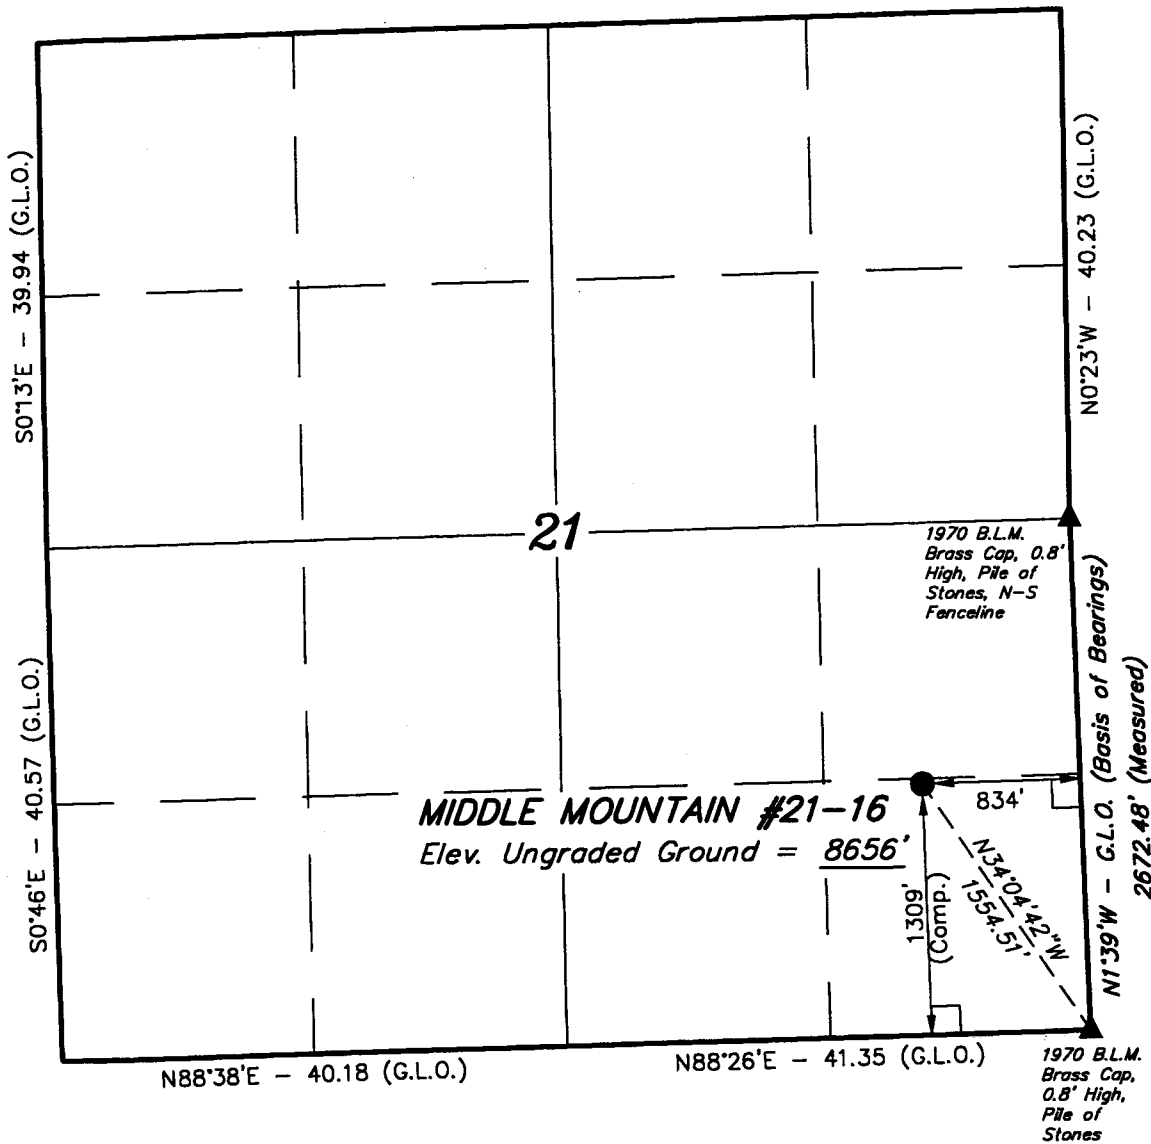 S0°13'E - 39.94 (G.L.O.)
N0°23'W - 40.23 (G.L.O.)
21
1970 B.L.M.
Brass Cap, 0.8'
High, Pile of
Stones, N-S
Fenceline
S0°46'E - 40.57 (G.L.O.)
N1°39'W - G.L.O. (Basis of Bearings)
2672.48' (Measured)
MIDDLE MOUNTAIN #21-16
Elev. Ungraded Ground = 8656'
834'
1309'
(Comp.)
N34°04'42"W
1554.51'
N88°38'E - 40.18 (G.L.O.)
N88°26'E - 41.35 (G.L.O.)
1970 B.L.M.
Brass Cap,
0.8' High,
Pile of
Stones